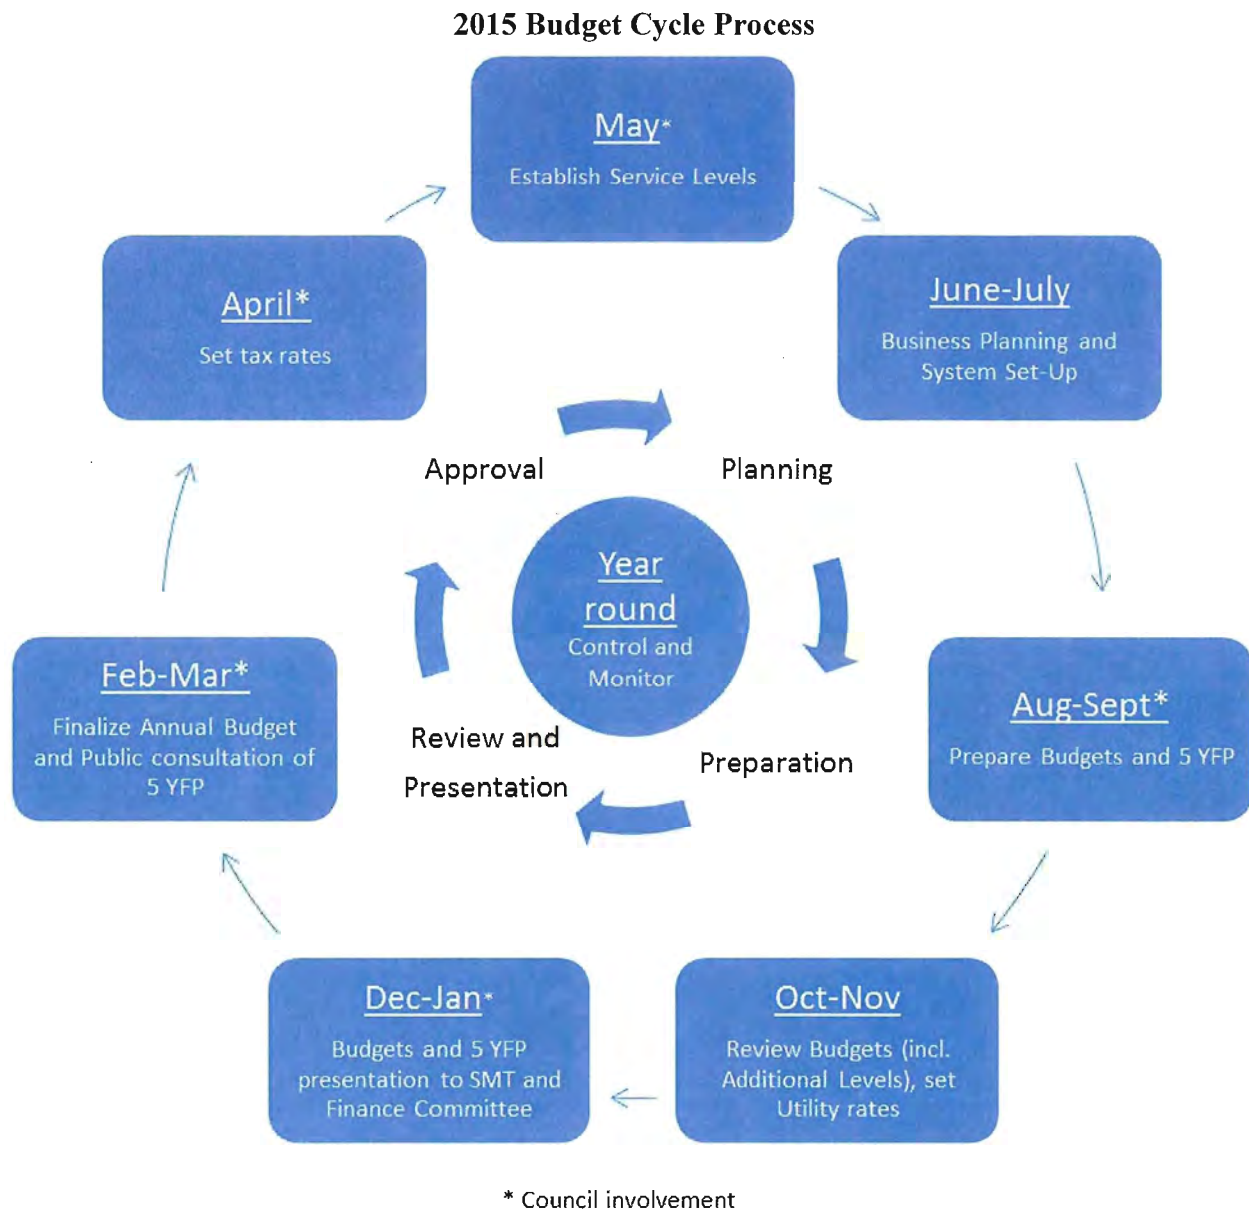 2015 Budget Cycle Process
May*
Establish Service Levels
June-July
Business Planning and
System Set-Up
Aug-Sept*
Prepare Budgets and 5 YFP
Oct-Nov
Review Budgets (incl.
Additional Levels), set
Utility rates
Dec-Jan*
Budgets and 5 YFP
presentation to SMT and
Finance Committee
Feb-Mar*
Finalize Annual Budget
and Public consultation of
5 YFP
April*
Set tax rates
Approval
Planning
Preparation
Review and
Presentation
Year
round
Control and
Monitor
* Council involvement